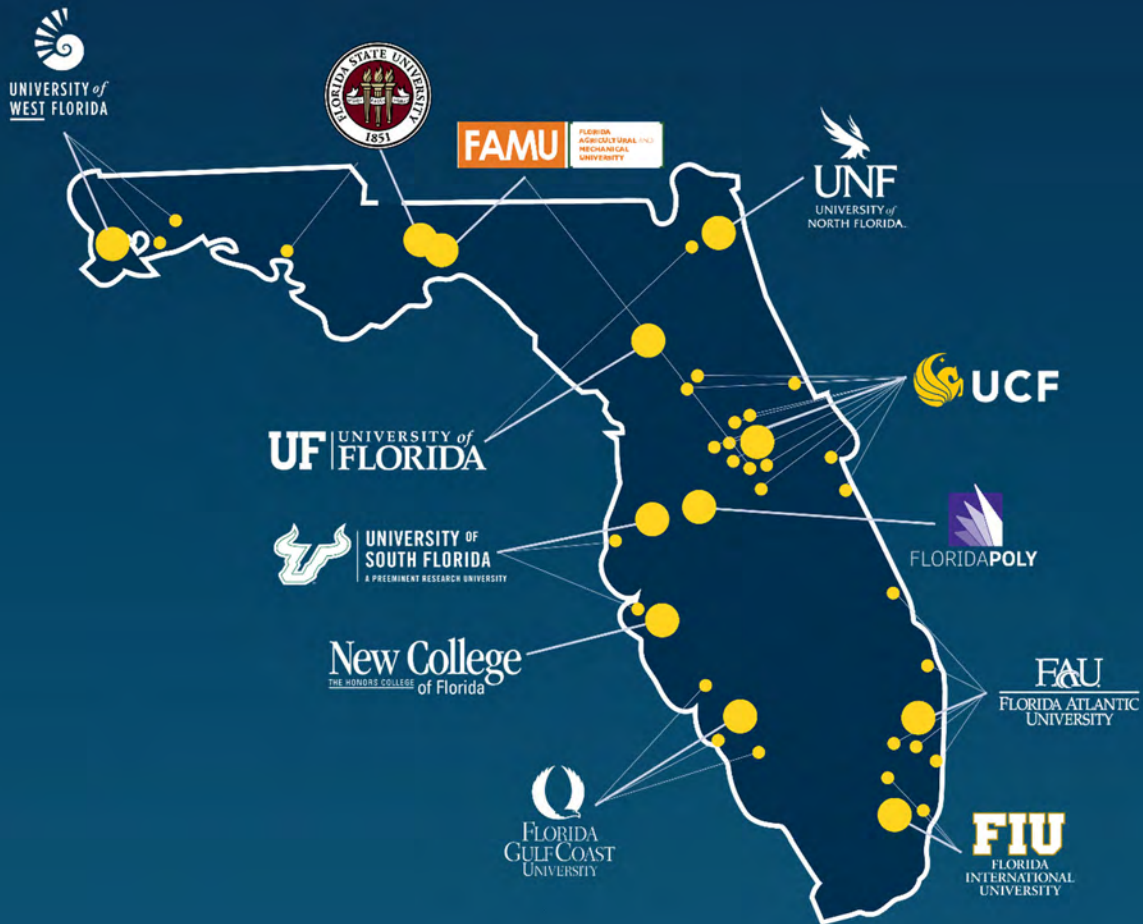 UNIVERSITY of
WEST FLORIDA
FLORIDA STATE UNIVERSITY
1851
FAMU
FLORIDA
AGRICULTURAL AND
MECHANICAL
UNIVERSITY
UNF
UNIVERSITY of
NORTH FLORIDA
UCF
UF
UNIVERSITY of
FLORIDA
UNIVERSITY OF
SOUTH FLORIDA
A PREEMINENT RESEARCH UNIVERSITY
FLORIDAPOLY
New College
THE HONORS COLLEGE of Florida
FAU
FLORIDA ATLANTIC
UNIVERSITY
FLORIDA
GULF COAST
UNIVERSITY
FIU
FLORIDA
INTERNATIONAL
UNIVERSITY